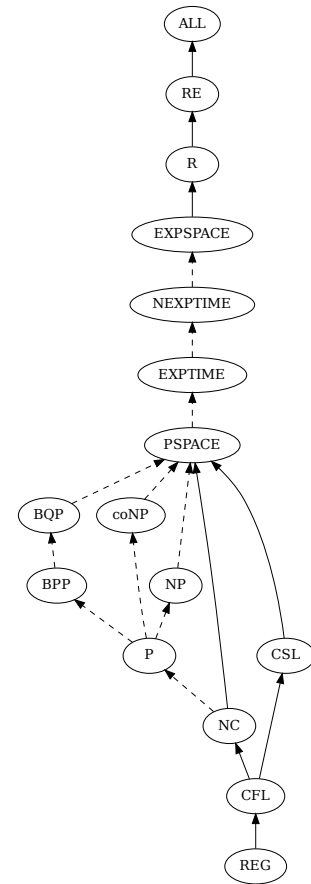 ALL
RE
R
EXPSPACE
NEXPTIME
EXPTIME
PSPACE
BQP
coNP
BPP
NP
P
CSL
NC
CFL
REG